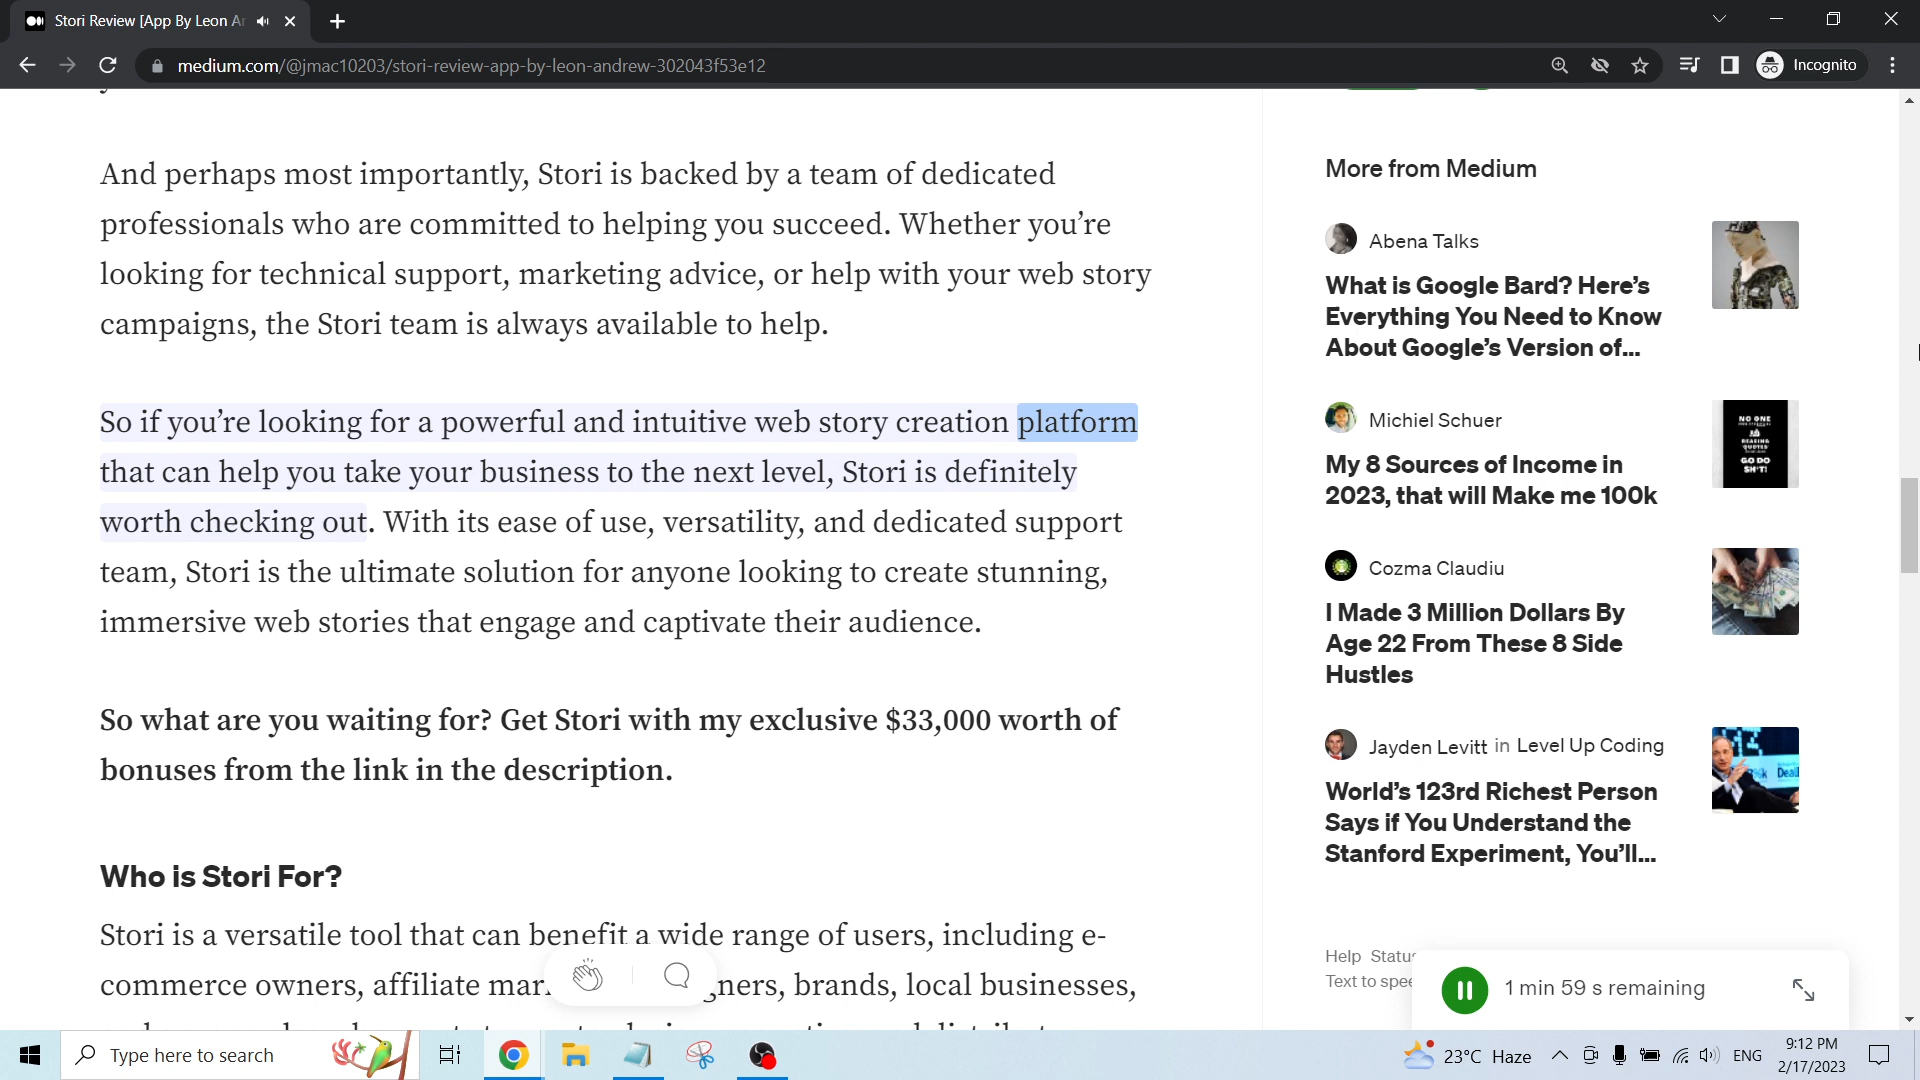 Stori Review [App By Leon Ar
medium.com/@jmac10203/stori-review-app-by-leon-andrew-302043f53e12
Incognito
And perhaps most importantly, Stori is backed by a team of dedicated
professionals who are committed to helping you succeed. Whether you’re
looking for technical support, marketing advice, or help with your web story
campaigns, the Stori team is always available to help.
So if you’re looking for a powerful and intuitive web story creation platform
that can help you take your business to the next level, Stori is definitely
worth checking out. With its ease of use, versatility, and dedicated support
team, Stori is the ultimate solution for anyone looking to create stunning,
immersive web stories that engage and captivate their audience.
So what are you waiting for? Get Stori with my exclusive $33,000 worth of
bonuses from the link in the description.
Who is Stori For?
Stori is a versatile tool that can benefit a wide range of users, including e-
commerce owners, affiliate brands, local businesses,
More from Medium
Abena Talks
What is Google Bard? Here’s
Everything You Need to Know
About Google’s Version of...
Michiel Schuer
My 8 Sources of Income in
2023, that will Make me 100k
NO ONE
GO DO
SH*T!
Cozma Claudiu
I Made 3 Million Dollars By
Age 22 From These 8 Side
Hustles
Jayden Levitt in Level Up Coding
World’s 123rd Richest Person
Says if You Understand the
Stanford Experiment, You’ll...
Help Status
Text to spee
1 min 59 s remaining
Type here to search
23°C Haze
ENG
9:12 PM
2/17/2023